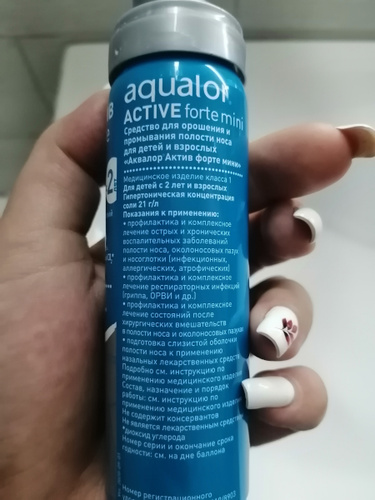 aqualor
ACTIVE forte mini
Средство для орошения и
промывания полости носа
для детей и взрослых
«Аквалор Актив форте мини»
Медицинское изделие класса 1
Для детей с 2 лет и взрослых
Гипертоническая концентрация
соли 21 г/л
Показания к применению:
• профилактика и комплексное
лечение острых и хронических
воспалительных заболеваний
полости носа, околоносовых пазух
и носоглотки (инфекционных,
аллергических, атрофических)
• профилактика и комплексное
лечение респираторных инфекций
(грипп, ОРВИ и др.)
• профилактика и комплексное
лечение состояний после
хирургических вмешательств
в полости носа и околоносовых пазухах
• подготовка слизистой оболочки
полости носа к применению
назальных лекарственных средств
Подробно см. инструкцию по
применению медицинского изделия
Состав, назначение и порядок
работы: см. инструкцию по
применению медицинского изделия
Не содержит консервантов
Не является лекарственным средством
диоксид углерода
Номер серии и окончание срока
годности: см. на дне баллона
Номер регистрационного
2